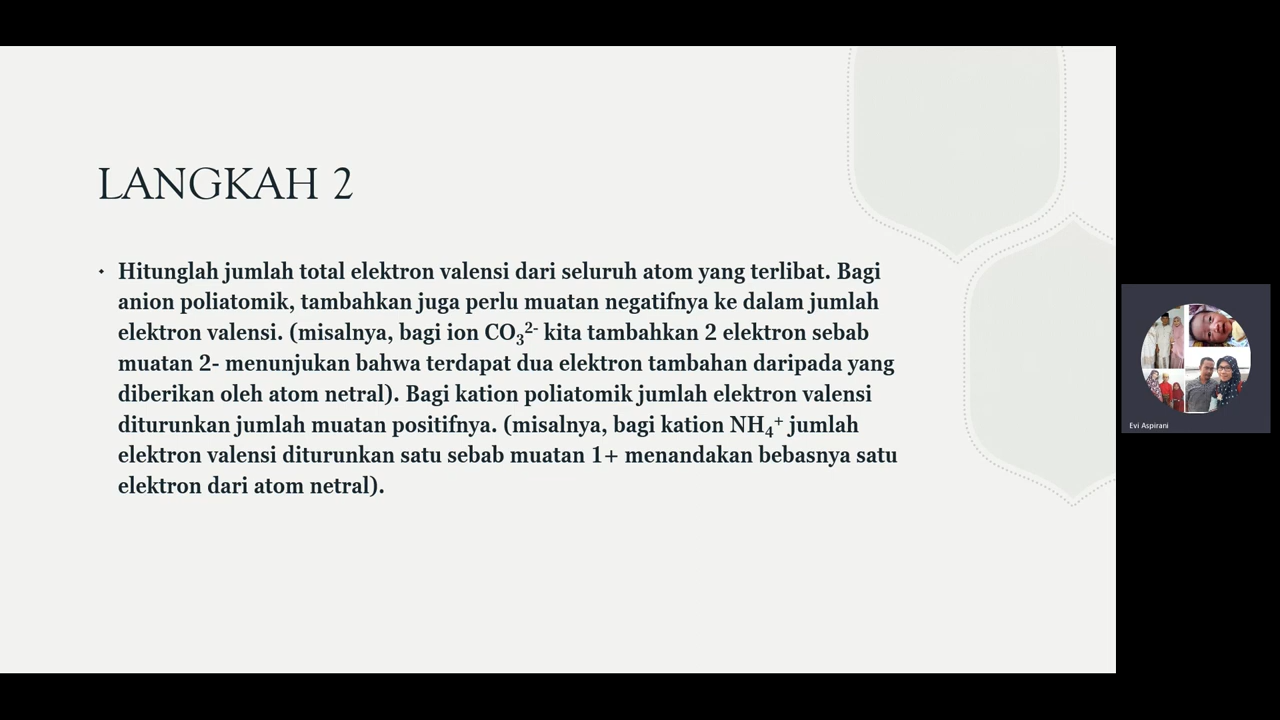 LANGKAH 2
• Hitunglah jumlah total elektron valensi dari seluruh atom yang terlibat. Bagi
anion poliatomik, tambahkan juga perlu muatan negatifnya ke dalam jumlah
elektron valensi. (misalnya, bagi ion CO₃²⁻ kita tambahkan 2 elektron sebab
muatan 2- menunjukan bahwa terdapat dua elektron tambahan daripada yang
diberikan oleh atom netral). Bagi kation poliatomik jumlah elektron valensi
diturunkan jumlah muatan positifnya. (misalnya, bagi kation NH₄⁺ jumlah
elektron valensi diturunkan satu sebab muatan 1+ menandakan bebasnya satu
elektron dari atom netral).
Evi Aspirani